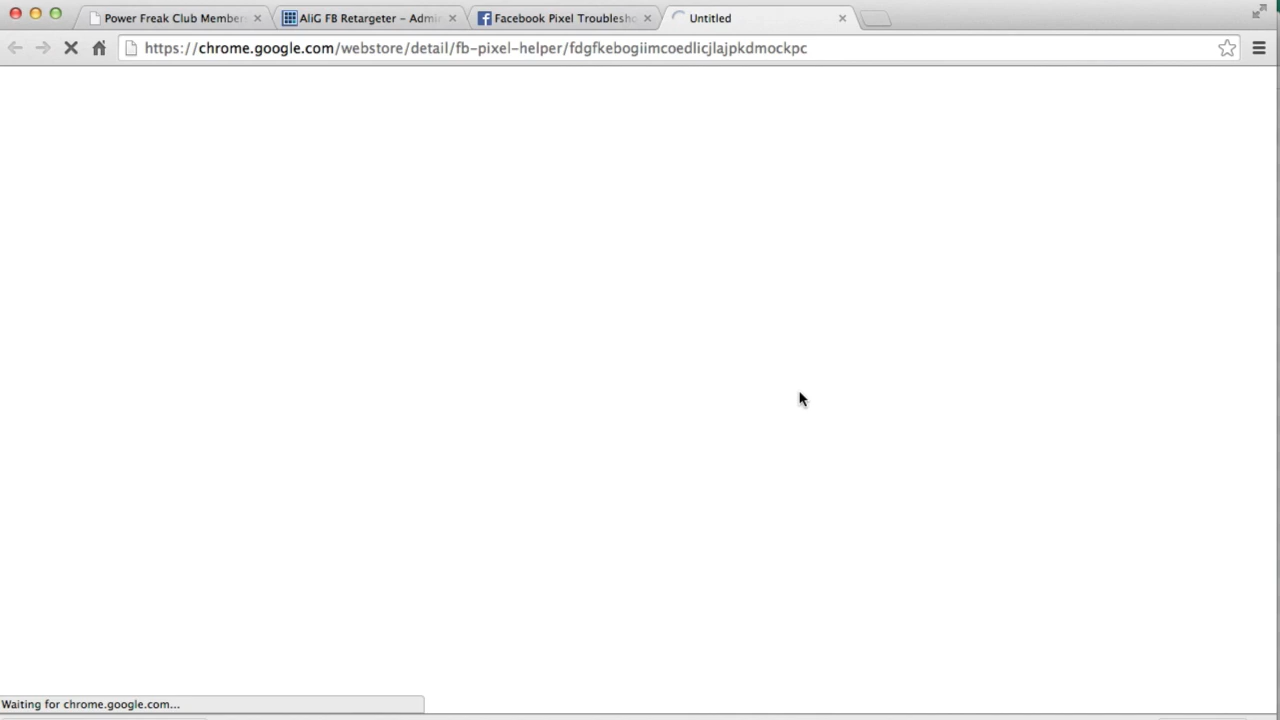 Power Freak Club Member
AliG FB Retargeter – Admi
Facebook Pixel Troublesho
Untitled
https://chrome.google.com/webstore/detail/fb-pixel-helper/fdgfkebogiimcoedlicjlajpkdmockpc
Waiting for chrome.google.com...